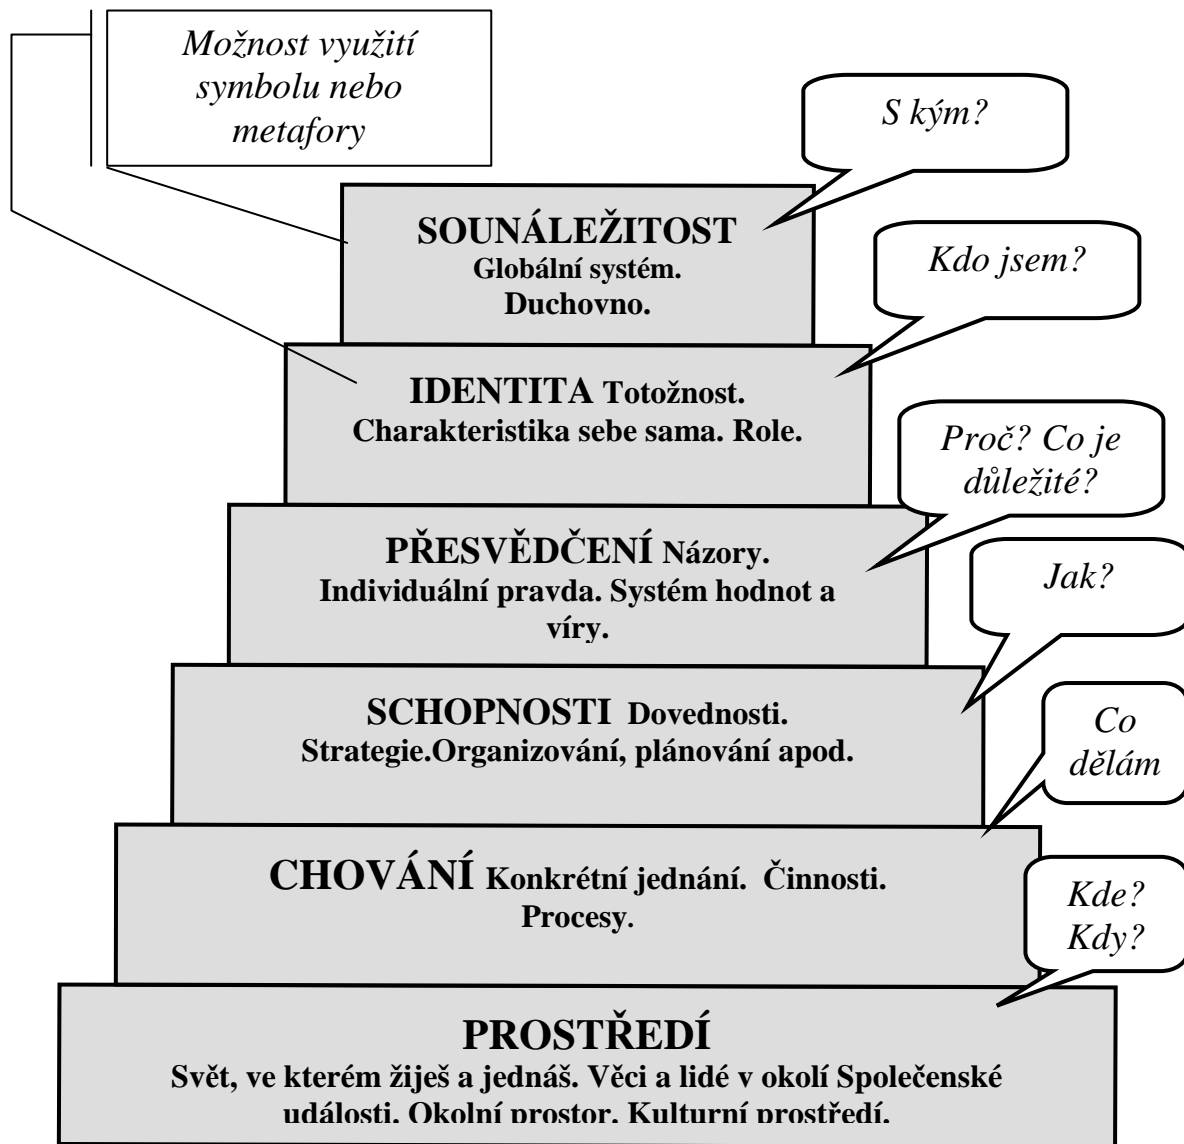 Možnost využití
symbolu nebo
metafory
S kým?
SOUNÁLEŽITOST
Globální systém.
Duchovno.
Kdo jsem?
IDENTITA Totožnost.
Charakteristika sebe sama. Role.
Proč? Co je
důležité?
PŘESVĚDČENÍ Názory.
Individuální pravda. Systém hodnot a
víry.
Jak?
SCHOPNOSTI Dovednosti.
Strategie.Organizování, plánování apod.
Co
dělám
CHOVÁNÍ Konkrétní jednání. Činnosti.
Procesy.
Kde?
Kdy?
PROSTŘEDÍ
Svět, ve kterém žiješ a jednáš. Věci a lidé v okolí Společenské
události. Okolní prostor. Kulturní prostředí.